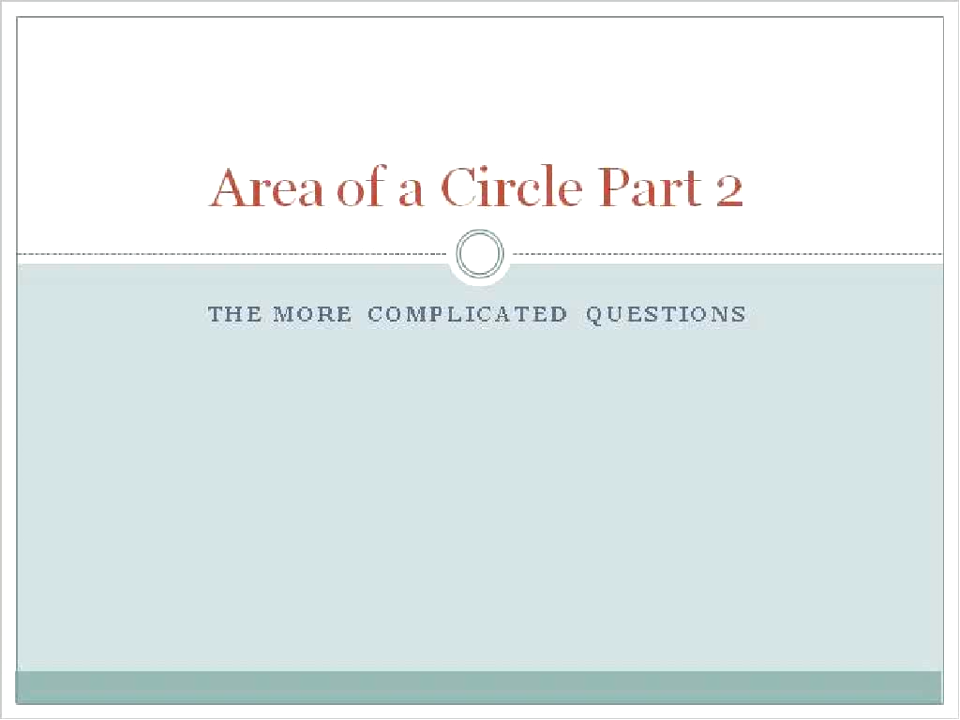 Area of a Circle Part 2
THE MORE COMPLICATED QUESTIONS